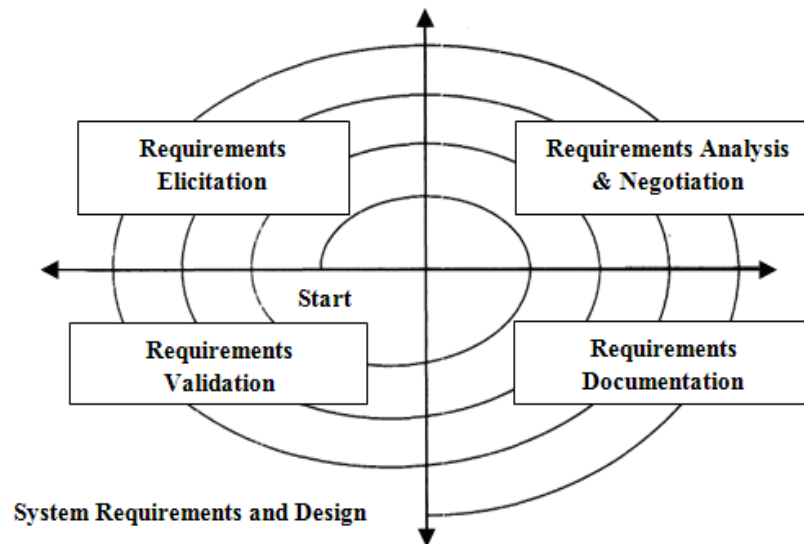 Requirements
Elicitation
Requirements Analysis
& Negotiation
Start
Requirements
Validation
Requirements
Documentation
System Requirements and Design